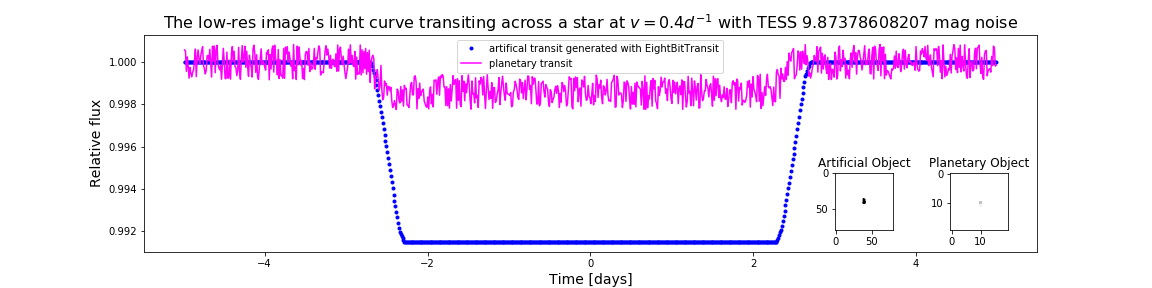 The low-res image's light curve transiting across a star at v = 0.4d⁻¹ with TESS 9.87378608207 mag noise
artifical transit generated with EightBitTransit
planetary transit
Relative flux
1.000
0.998
0.996
0.994
0.992
Artificial Object
0
50
0 50
Planetary Object
0
10
0 10
−4 −2 0 2 4
Time [days]